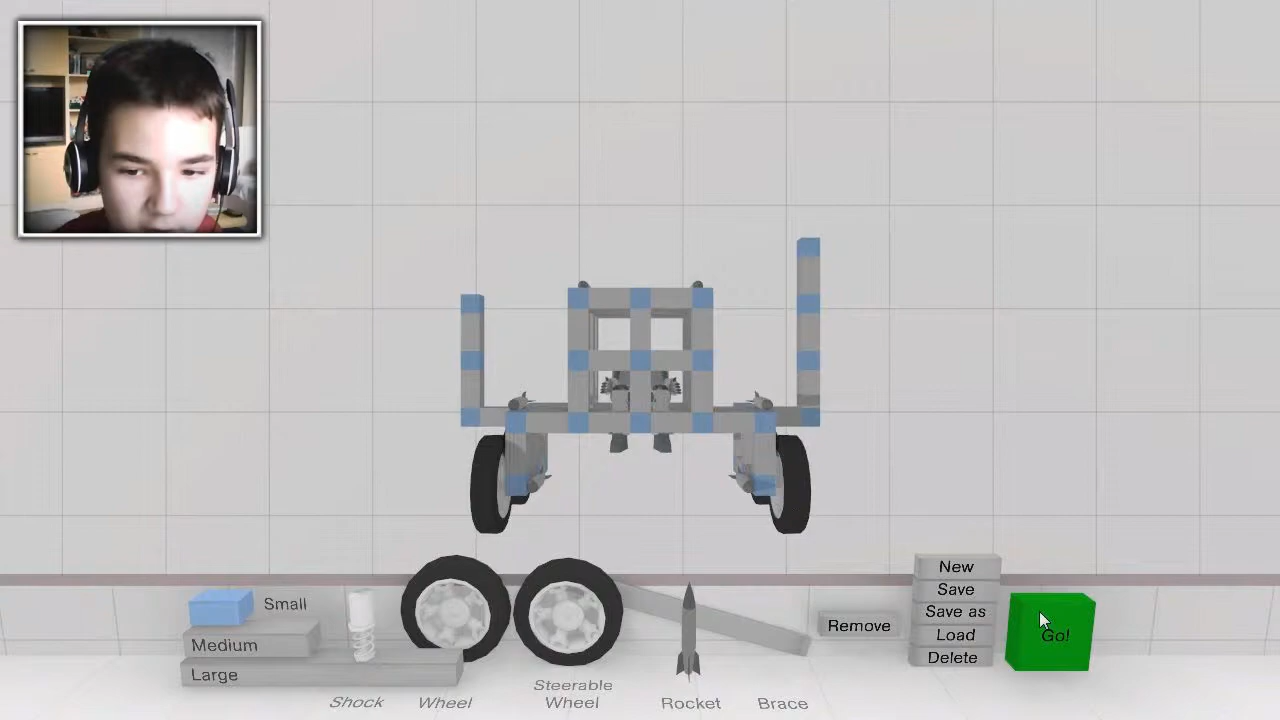 Small
Medium
Large
Shock
Wheel
Steerable
Wheel
Rocket
Brace
Remove
New
Save
Save as
Load
Delete
Go!